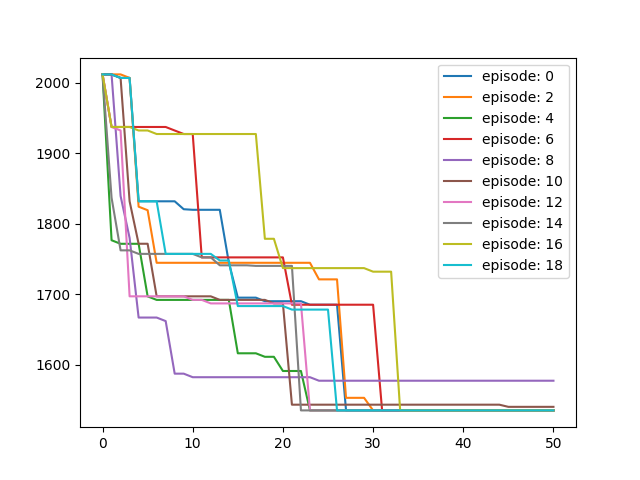 2000
1900
1800
1700
1600
0
10
20
30
40
50
episode: 0
episode: 2
episode: 4
episode: 6
episode: 8
episode: 10
episode: 12
episode: 14
episode: 16
episode: 18